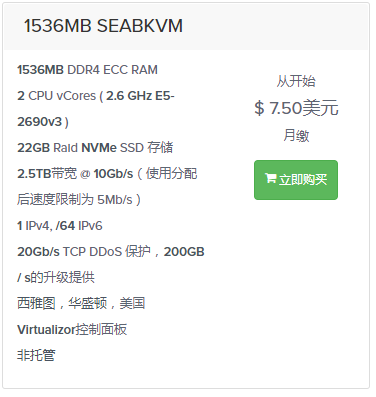 1536MB SEABKVM
1536MB DDR4 ECC RAM
2 CPU vCores ( 2.6 GHz E5-
2690v3 )
22GB Raid NVMe SSD 存储
2.5TB带宽 @ 10Gb/s（使用分配
后速度限制为 5Mb/s ）
1 IPv4, /64 IPv6
20Gb/s TCP DDoS 保护，200GB
/ s的升级提供
西雅图，华盛顿，美国
Virtualizor控制面板
非托管
从开始
$ 7.50美元
月缴
立即购买